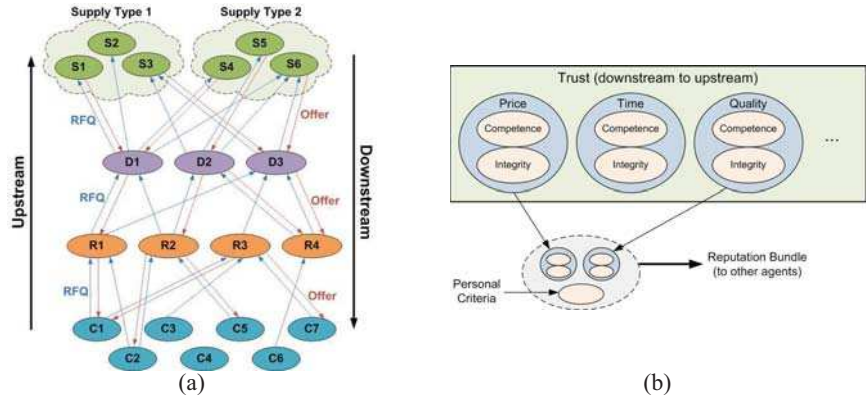 Supply Type 1
Supply Type 2
S2
S5
S1
S3
S4
S6
RFQ
Offer
D1
D2
D3
Upstream
Downstream
RFQ
Offer
R1
R2
R3
R4
RFQ
Offer
C1
C3
C5
C7
C2
C4
C6
(a)
Trust (downstream to upstream)
Price
Time
Quality
Competence
Competence
Competence
...
Integrity
Integrity
Integrity
Reputation Bundle
(to other agents)
Personal
Criteria
(b)